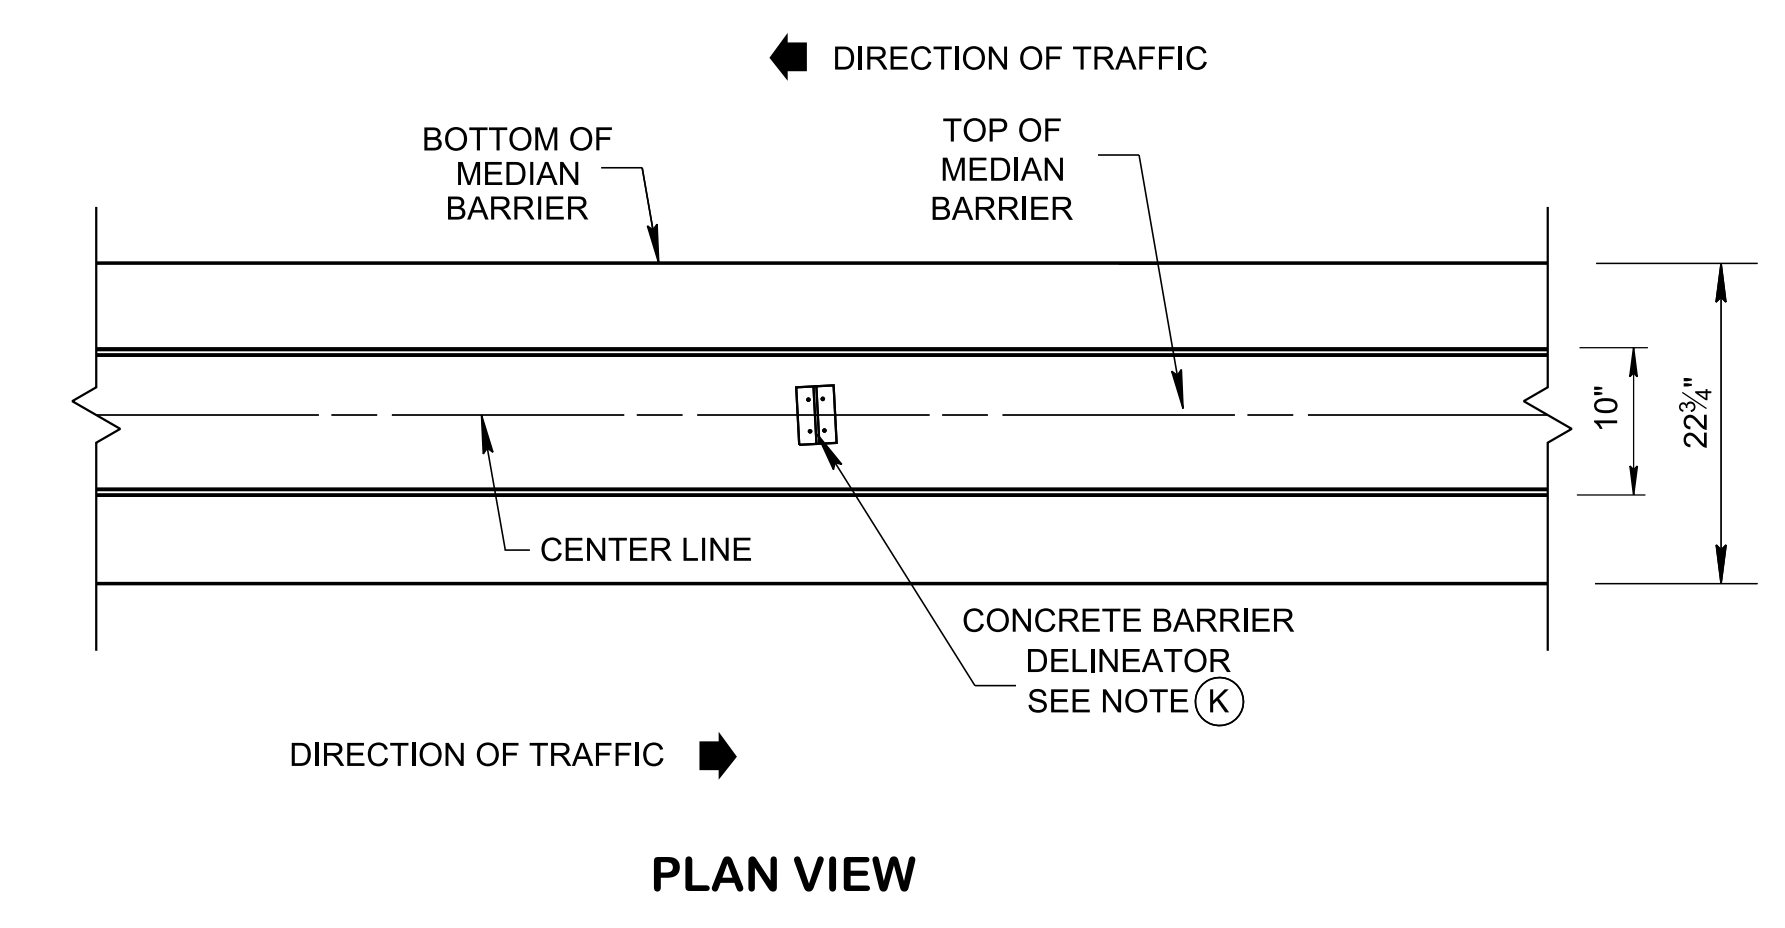 DIRECTION OF TRAFFIC
BOTTOM OF
MEDIAN
BARRIER
TOP OF
MEDIAN
BARRIER
10"
22¾"
CENTER LINE
CONCRETE BARRIER
DELINEATOR
SEE NOTE K
DIRECTION OF TRAFFIC
PLAN VIEW